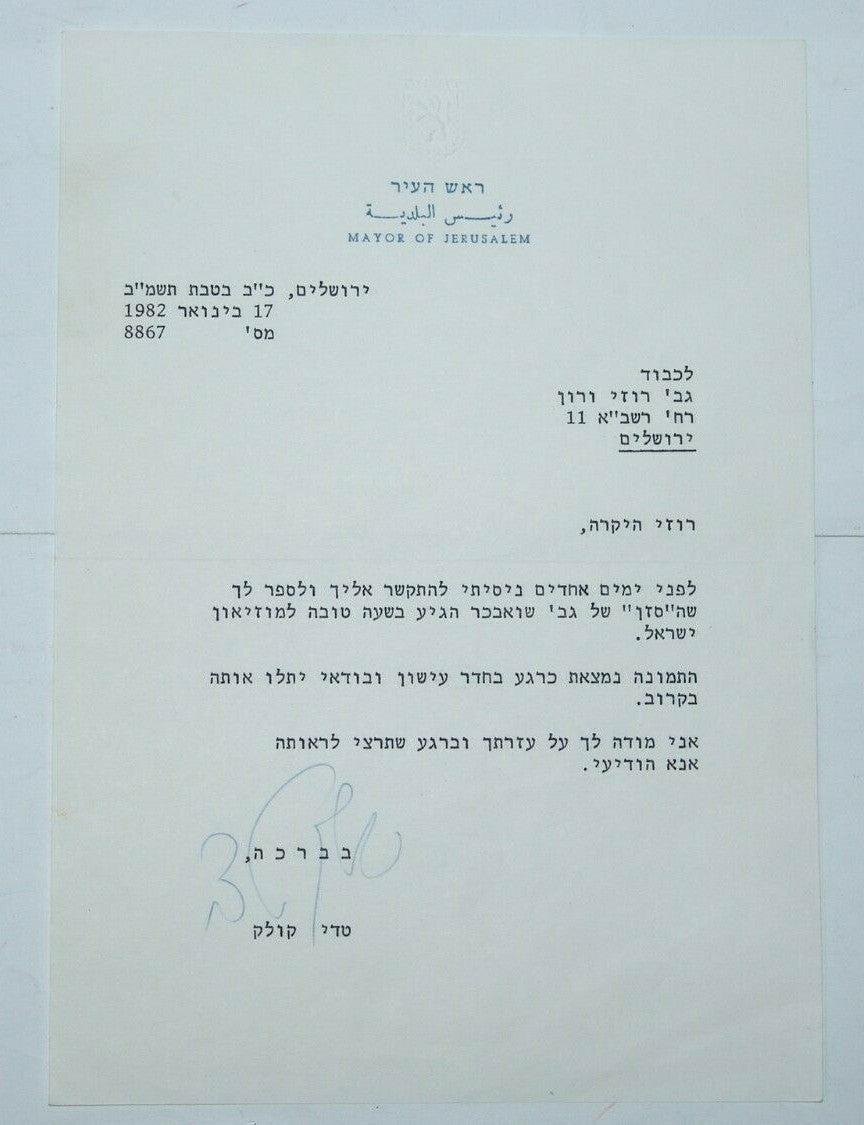 ראש העיר
رئيس البلدية
MAYOR OF JERUSALEM
ירושלים, כ"ב בטבת תשמ"ב
17 בינואר 1982
מס' 8867
לכבוד
גב' רוזי ורון
רח' רשב"א 11
ירושלים
רוזי היקרה,
לפני ימים אחדים ניסיתי להתקשר אליך ולספר לך
שה"סזן" של גב' שואבכר הגיע בשעה טובה למוזיאון
ישראל.
התמונה נמצאת כרגע בחדר עישון ובודאי יתלו אותה
בקרוב.
אני מודה לך על עזרתך וברגע שתרצי לראותה
אנא הודיעי.
ב ב ר כ ה,
טדי קולק